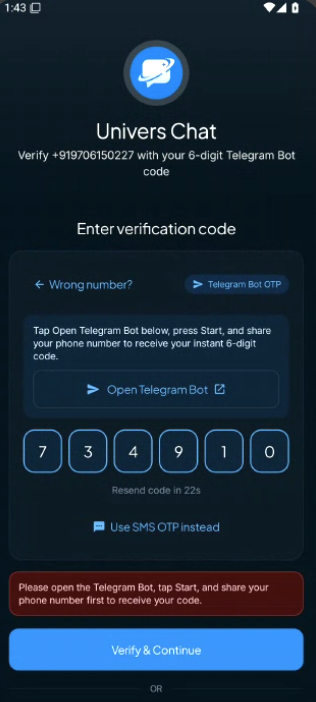 1:43
Univers Chat
Verify +919706150227 with your 6-digit Telegram Bot
code
Enter verification code
← Wrong number?
Telegram Bot OTP
Tap Open Telegram Bot below, press Start, and share
your phone number to receive your instant 6-digit
code.
Open Telegram Bot
7 3 4 9 1 0
Resend code in 22s
Use SMS OTP instead
Please open the Telegram Bot, tap Start, and share your
phone number first to receive your code.
Verify & Continue
OR